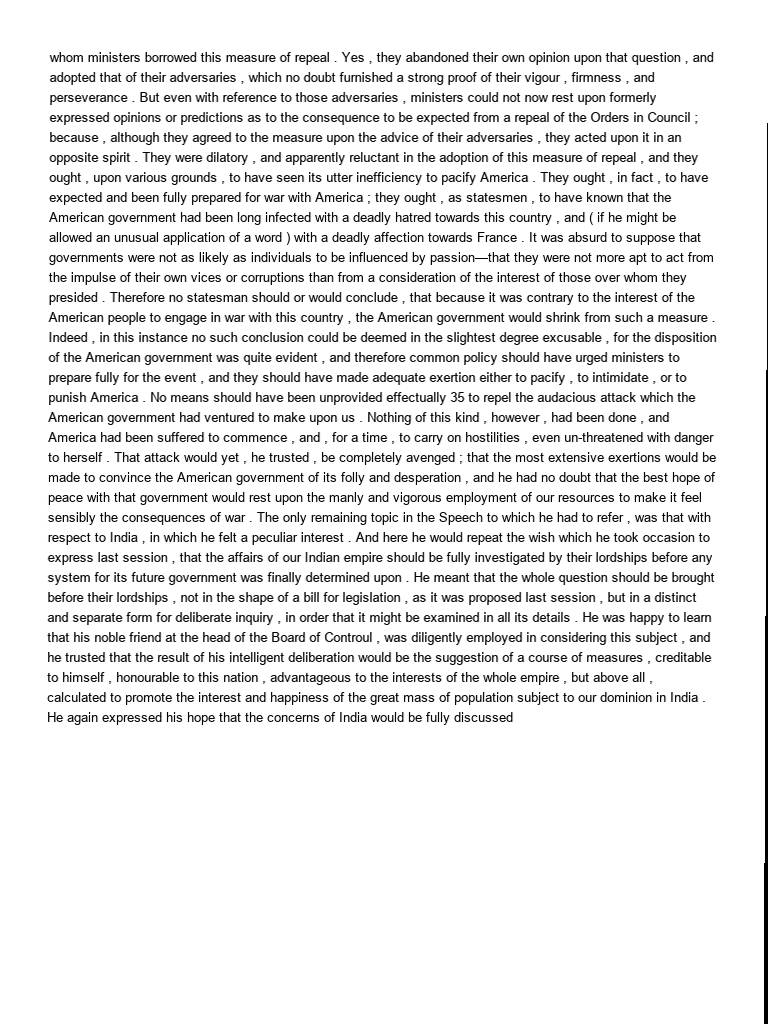 whom ministers borrowed this measure of repeal . Yes , they abandoned their own opinion upon that question , and
adopted that of their adversaries , which no doubt furnished a strong proof of their vigour , firmness , and
perseverance . But even with reference to those adversaries , ministers could not now rest upon formerly
expressed opinions or predictions as to the consequence to be expected from a repeal of the Orders in Council ;
because , although they agreed to the measure upon the advice of their adversaries , they acted upon it in an
opposite spirit . They were dilatory , and apparently reluctant in the adoption of this measure of repeal , and they
ought , upon various grounds , to have seen its utter inefficiency to pacify America . They ought , in fact , to have
expected and been fully prepared for war with America ; they ought , as statesmen , to have known that the
American government had been long infected with a deadly hatred towards this country , and ( if he might be
allowed an unusual application of a word ) with a deadly affection towards France . It was absurd to suppose that
governments were not as likely as individuals to be influenced by passion—that they were not more apt to act from
the impulse of their own vices or corruptions than from a consideration of the interest of those over whom they
presided . Therefore no statesman should or would conclude , that because it was contrary to the interest of the
American people to engage in war with this country , the American government would shrink from such a measure .
Indeed , in this instance no such conclusion could be deemed in the slightest degree excusable , for the disposition
of the American government was quite evident , and therefore common policy should have urged ministers to
prepare fully for the event , and they should have made adequate exertion either to pacify , to intimidate , or to
punish America . No means should have been unprovided effectually 35 to repel the audacious attack which the
American government had ventured to make upon us . Nothing of this kind , however , had been done , and
America had been suffered to commence , and , for a time , to carry on hostilities , even un-threatened with danger
to herself . That attack would yet , he trusted , be completely avenged ; that the most extensive exertions would be
made to convince the American government of its folly and desperation , and he had no doubt that the best hope of
peace with that government would rest upon the manly and vigorous employment of our resources to make it feel
sensibly the consequences of war . The only remaining topic in the Speech to which he had to refer , was that with
respect to India , in which he felt a peculiar interest . And here he would repeat the wish which he took occasion to
express last session , that the affairs of our Indian empire should be fully investigated by their lordships before any
system for its future government was finally determined upon . He meant that the whole question should be brought
before their lordships , not in the shape of a bill for legislation , as it was proposed last session , but in a distinct
and separate form for deliberate inquiry , in order that it might be examined in all its details . He was happy to learn
that his noble friend at the head of the Board of Controul , was diligently employed in considering this subject , and
he trusted that the result of his intelligent deliberation would be the suggestion of a course of measures , creditable
to himself , honourable to this nation , advantageous to the interests of the whole empire , but above all ,
calculated to promote the interest and happiness of the great mass of population subject to our dominion in India .
He again expressed his hope that the concerns of India would be fully discussed